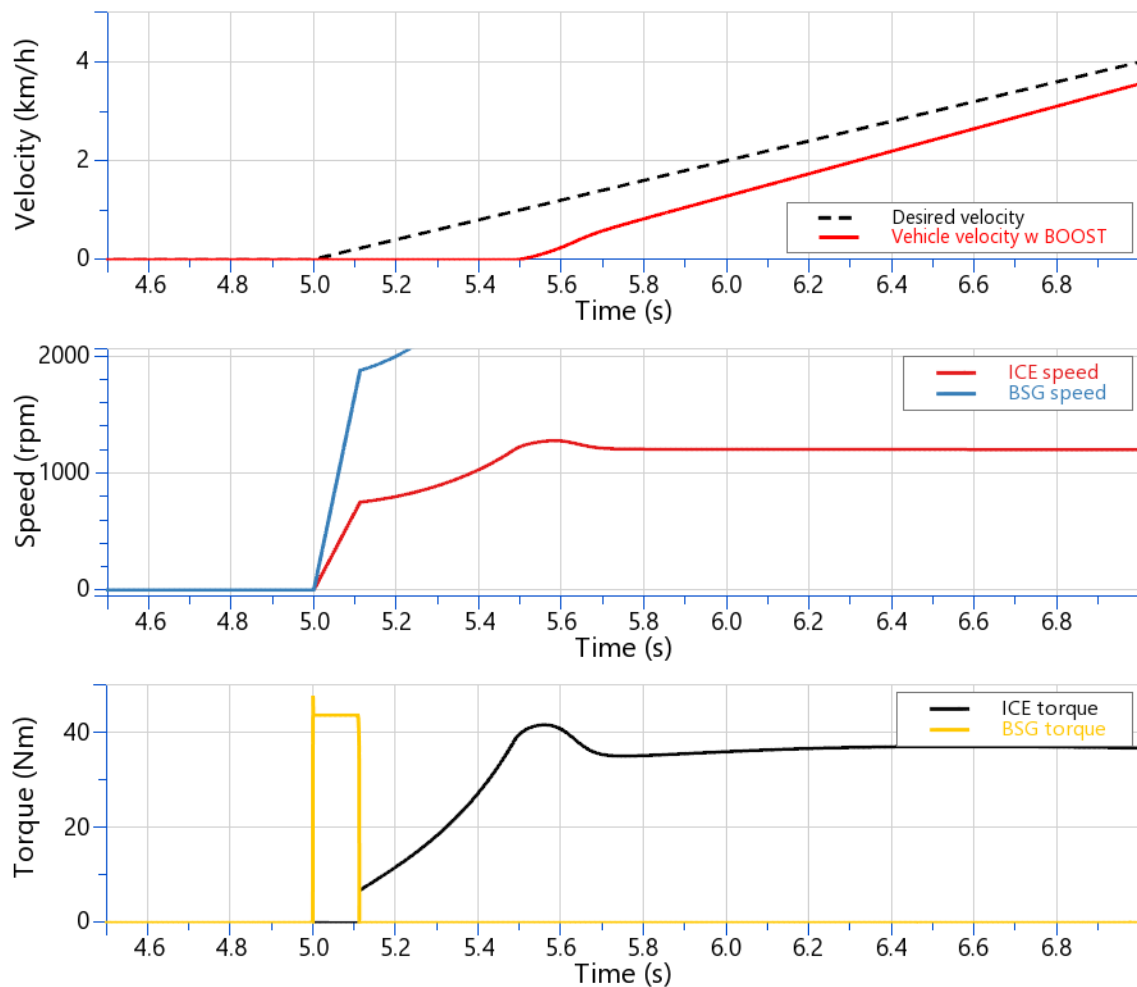 Velocity (km/h)
4
2
0
Desired velocity
Vehicle velocity w BOOST
4.6 4.8 5.0 5.2 5.4 5.6 5.8 6.0 6.2 6.4 6.6 6.8
Time (s)
Speed (rpm)
2000
1000
0
ICE speed
BSG speed
4.6 4.8 5.0 5.2 5.4 5.6 5.8 6.0 6.2 6.4 6.6 6.8
Time (s)
Torque (Nm)
40
20
0
ICE torque
BSG torque
4.6 4.8 5.0 5.2 5.4 5.6 5.8 6.0 6.2 6.4 6.6 6.8
Time (s)